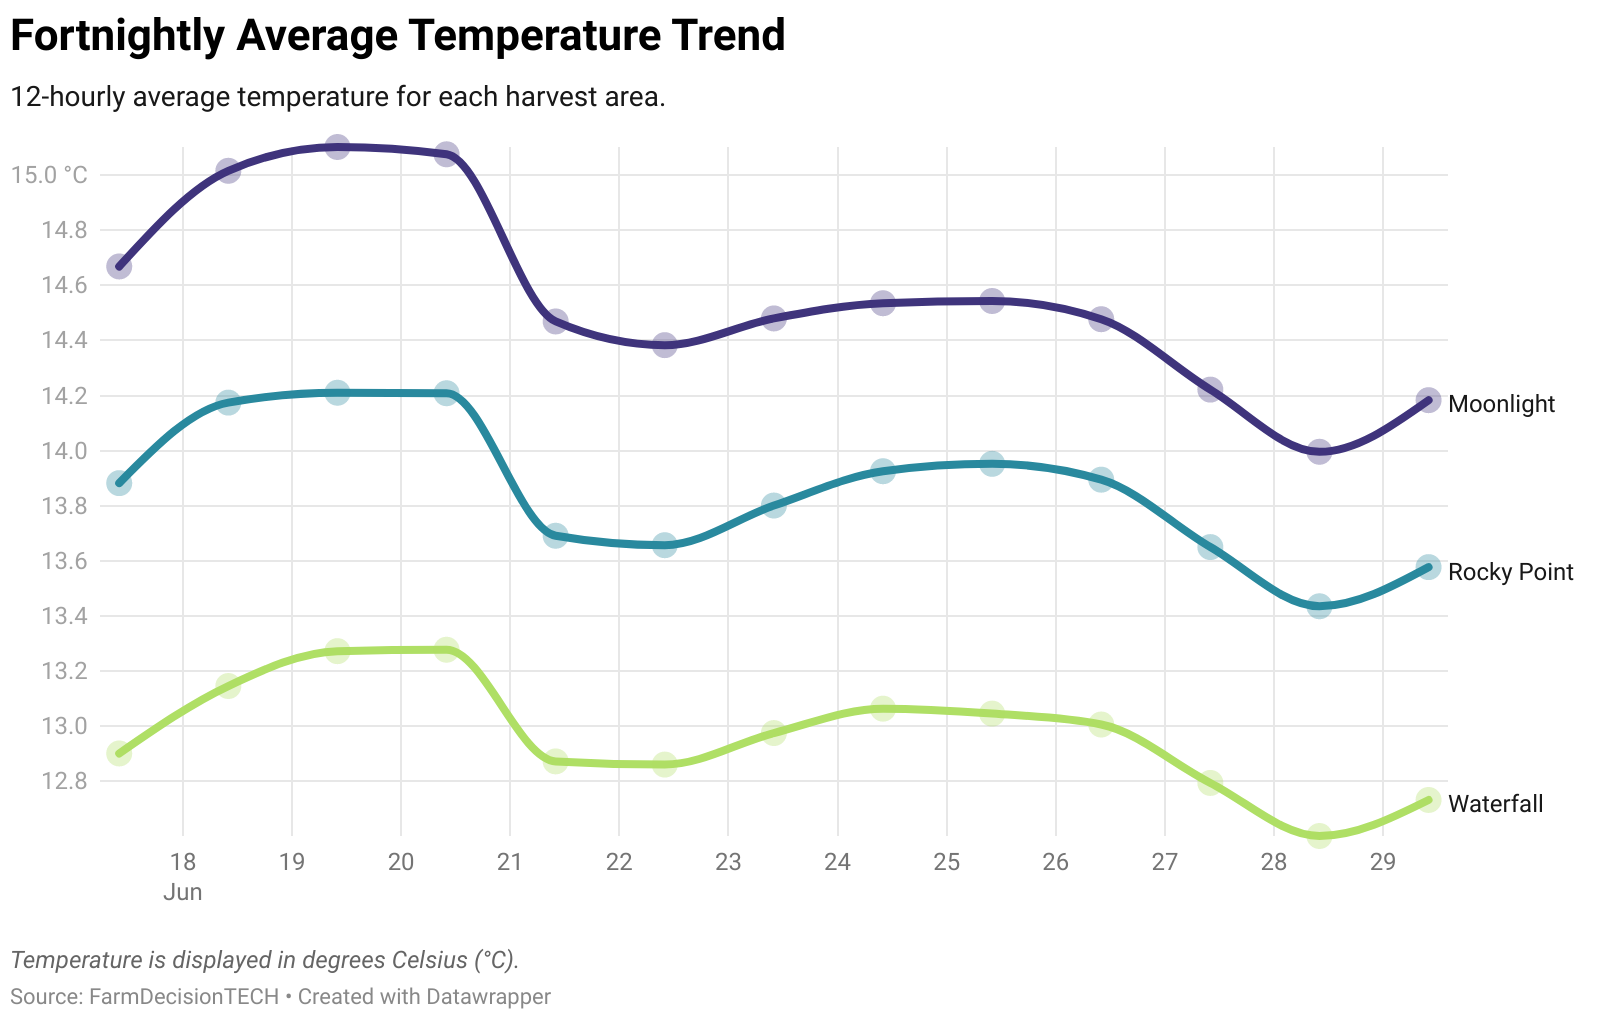 Fortnightly Average Temperature Trend
12-hourly average temperature for each harvest area.
15.0 °C
14.8
14.6
14.4
14.2
14.0
13.8
13.6
13.4
13.2
13.0
12.8
Moonlight
Rocky Point
Waterfall
18 19 20 21 22 23 24 25 26 27 28 29
Jun
Temperature is displayed in degrees Celsius (°C).
Source: FarmDecisionTECH • Created with Datawrapper